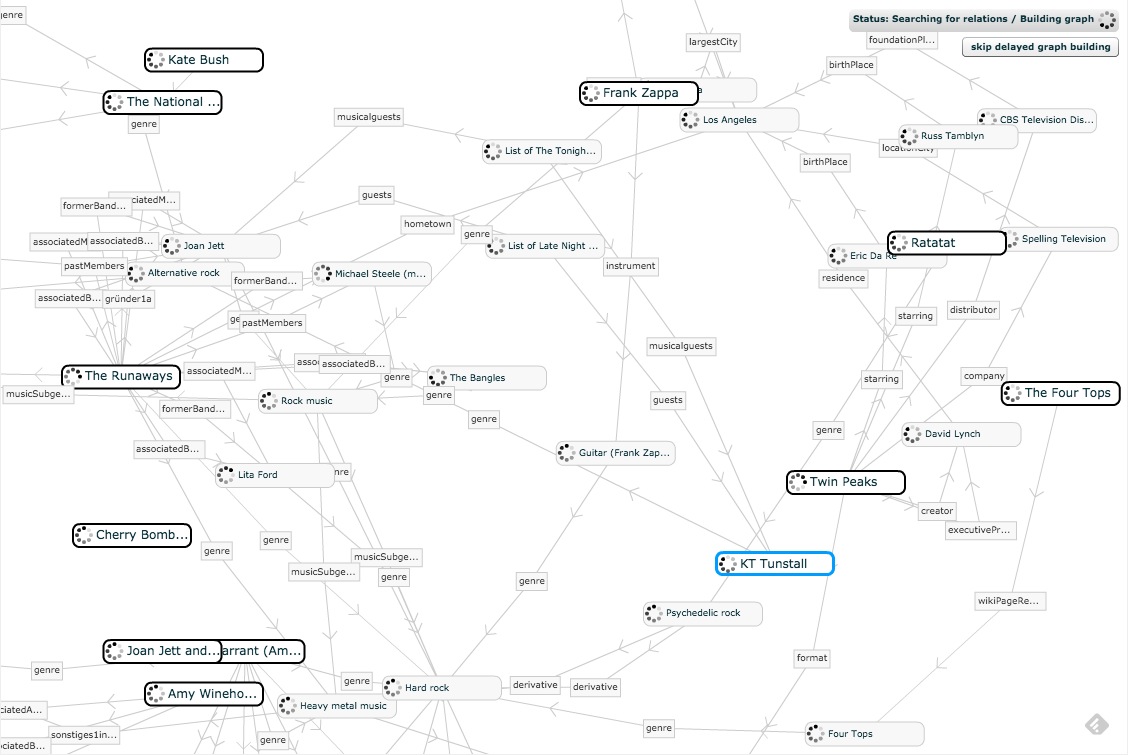 genre
Status: Searching for relations / Building graph
skip delayed graph building
largestCity
foundationPl...
Kate Bush
birthPlace
Frank Zappa
a
The National ...
musicalguests
Los Angeles
CBS Television Dis...
genre
Russ Tamblyn
locationCity
List of The Tonigh...
birthPlace
guests
ciatedM...
formerBand...
hometown
genre
associatedM
associatedB...
Joan Jett
List of Late Night ...
Ratatat
Spelling Television
Eric Da Re
pastMembers
Alternative rock
Michael Steele (m...
instrument
residence
formerBand...
associatedB...
gründer1a
distributor
starring
ge
pastMembers
musicalguests
The Runaways
associatedM...
asso
associatedB...
genre
The Bangles
starring
company
musicSubge...
genre
The Four Tops
Rock music
guests
formerBand...
genre
genre
David Lynch
associatedB...
Guitar (Frank Zap...
Lita Ford
nre
Twin Peaks
creator
executivePr...
Cherry Bomb...
genre
genre
musicSubge...
KT Tunstall
musicSubge...
genre
genre
wikiPageRe...
Psychedelic rock
Joan Jett and...
arrant (Am...
format
genre
genre
Hard rock
derivative
derivative
Amy Wineho...
Heavy metal music
ciatedA...
sonstiges1in...
genre
genre
Four Tops
ociatedB...